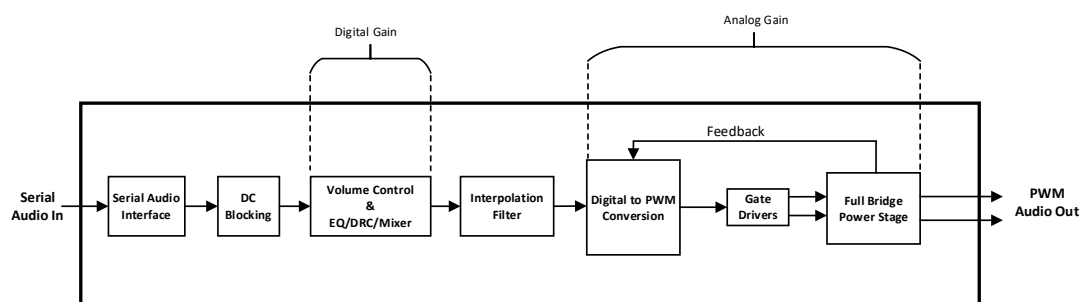 Analog Gain
Digital Gain
Feedback
Serial
Audio In
Serial Audio
Interface
DC
Blocking
Volume Control
&
EQ/DRC/Mixer
Interpolation
Filter
Digital to PWM
Conversion
Gate
Drivers
Full Bridge
Power Stage
PWM
Audio Out